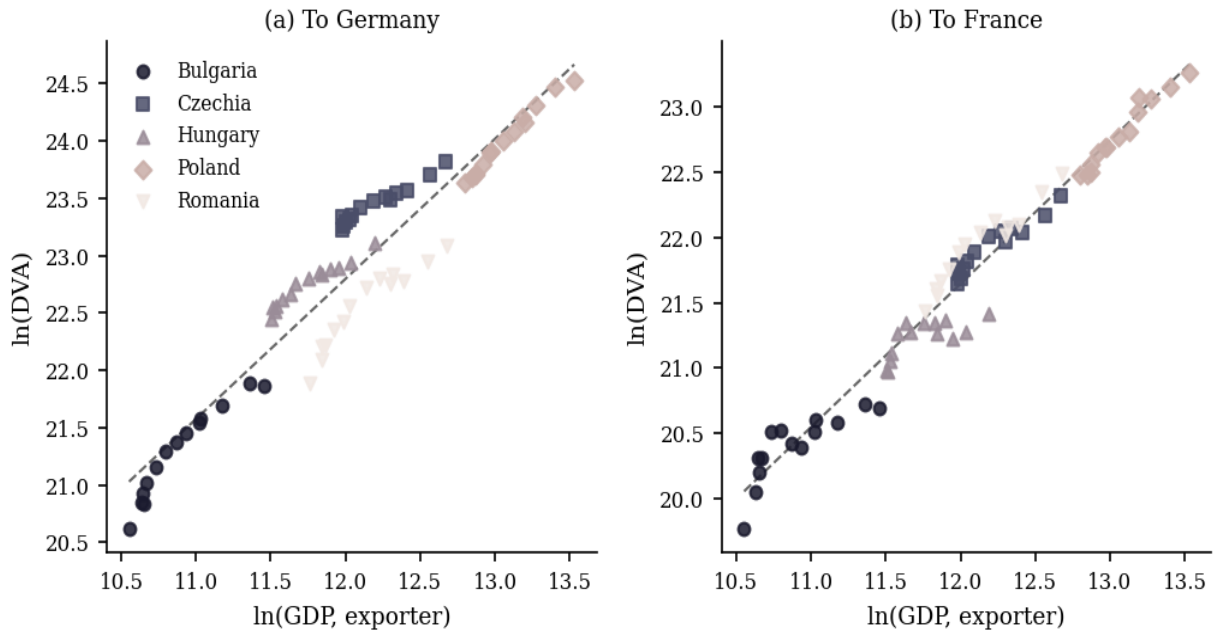 (a) To Germany
24.5
24.0
23.5
23.0
22.5
22.0
21.5
21.0
20.5
ln(DVA)
Bulgaria
Czechia
Hungary
Poland
Romania
10.5 11.0 11.5 12.0 12.5 13.0 13.5
ln(GDP, exporter)
(b) To France
23.0
22.5
22.0
21.5
21.0
20.5
20.0
ln(DVA)
10.5 11.0 11.5 12.0 12.5 13.0 13.5
ln(GDP, exporter)